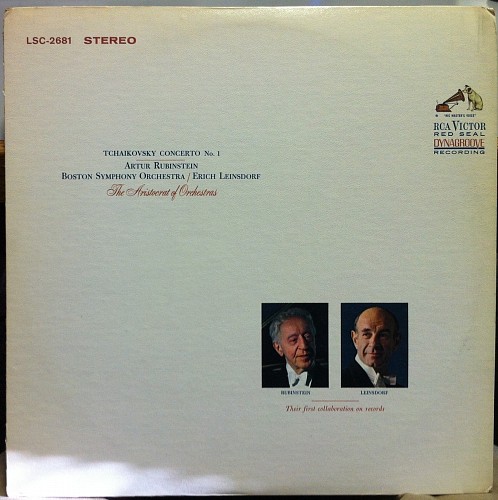 LSC-2681 STEREO
"HIS MASTER'S VOICE"
RCA VICTOR
RED SEAL
DYNAGROOVE
RECORDING
TCHAIKOVSKY CONCERTO No. 1
ARTUR RUBINSTEIN
BOSTON SYMPHONY ORCHESTRA / ERICH LEINSDORF
The Aristocrat of Orchestras
RUBINSTEIN
LEINSDORF
Their first collaboration on records